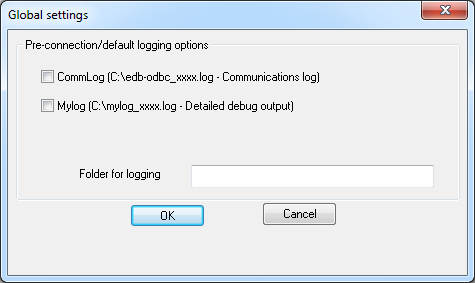 Global settings
Pre-connection/default logging options
CommLog (C:\edb-odbc_xxxx.log - Communications log)
Mylog (C:\mylog_xxxx.log - Detailed debug output)
Folder for logging
OK
Cancel